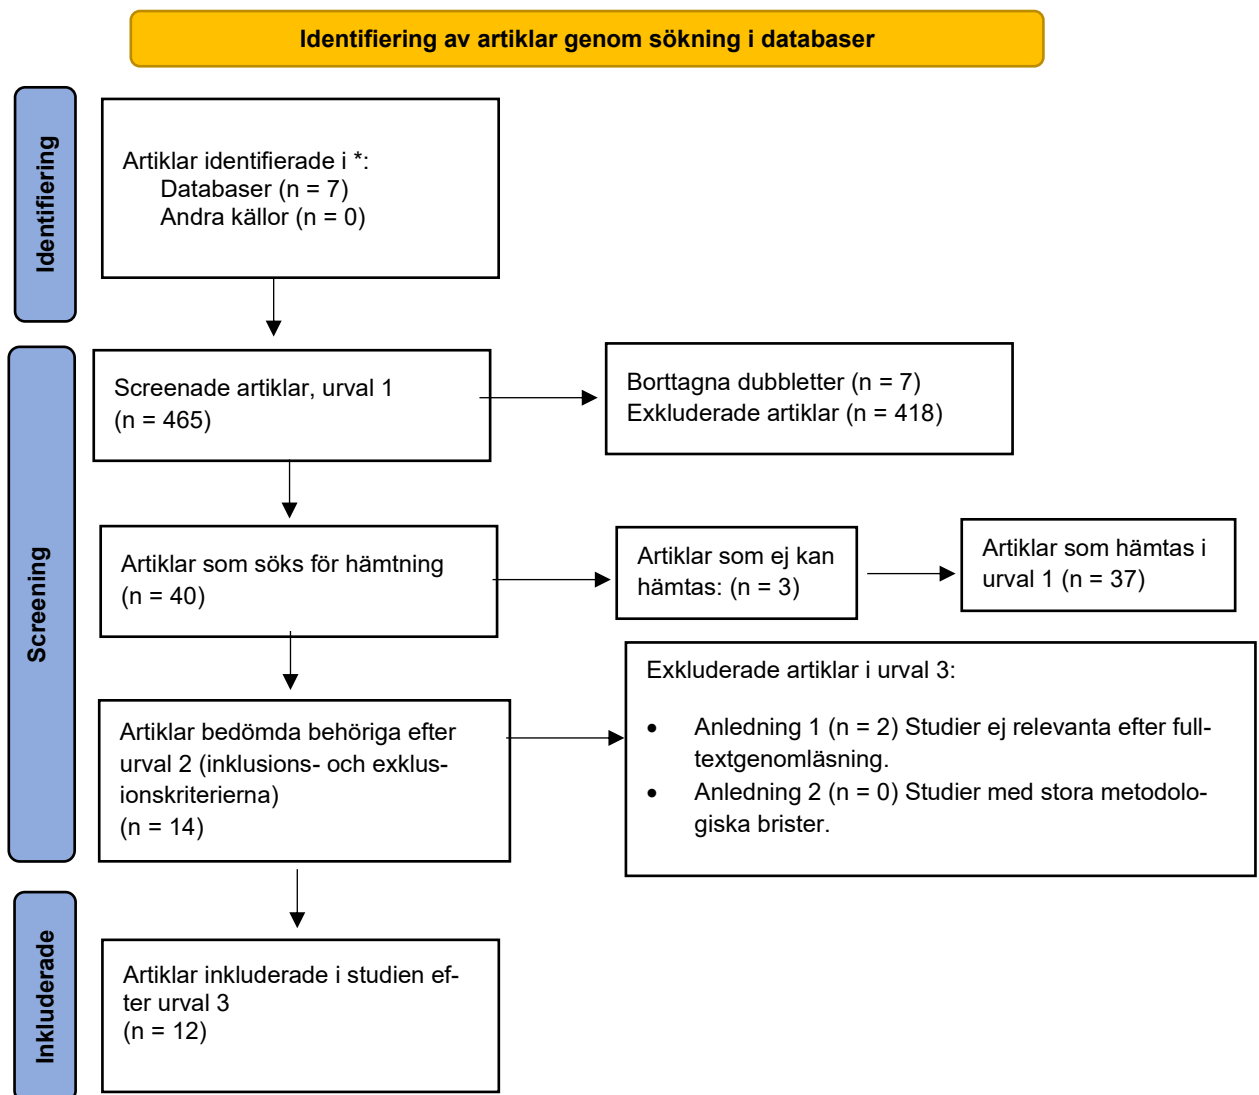 Identifiering av artiklar genom sökning i databaser
Identifiering
Artiklar identifierade i *:
Databaser (n = 7)
Andra källor (n = 0)
Screening
Screenade artiklar, urval 1
(n = 465)
Borttagna dubbletter (n = 7)
Exkluderade artiklar (n = 418)
Artiklar som söks för hämtning
(n = 40)
Artiklar som ej kan
hämtas: (n = 3)
Artiklar som hämtas i
urval 1 (n = 37)
Artiklar bedömda behöriga efter
urval 2 (inklusions- och exklus-
ionskriterierna)
(n = 14)
Exkluderade artiklar i urval 3:
• Anledning 1 (n = 2) Studier ej relevanta efter full-
textgenomläsning.
• Anledning 2 (n = 0) Studier med stora metodolo-
giska brister.
Inkluderade
Artiklar inkluderade i studien ef-
ter urval 3
(n = 12)